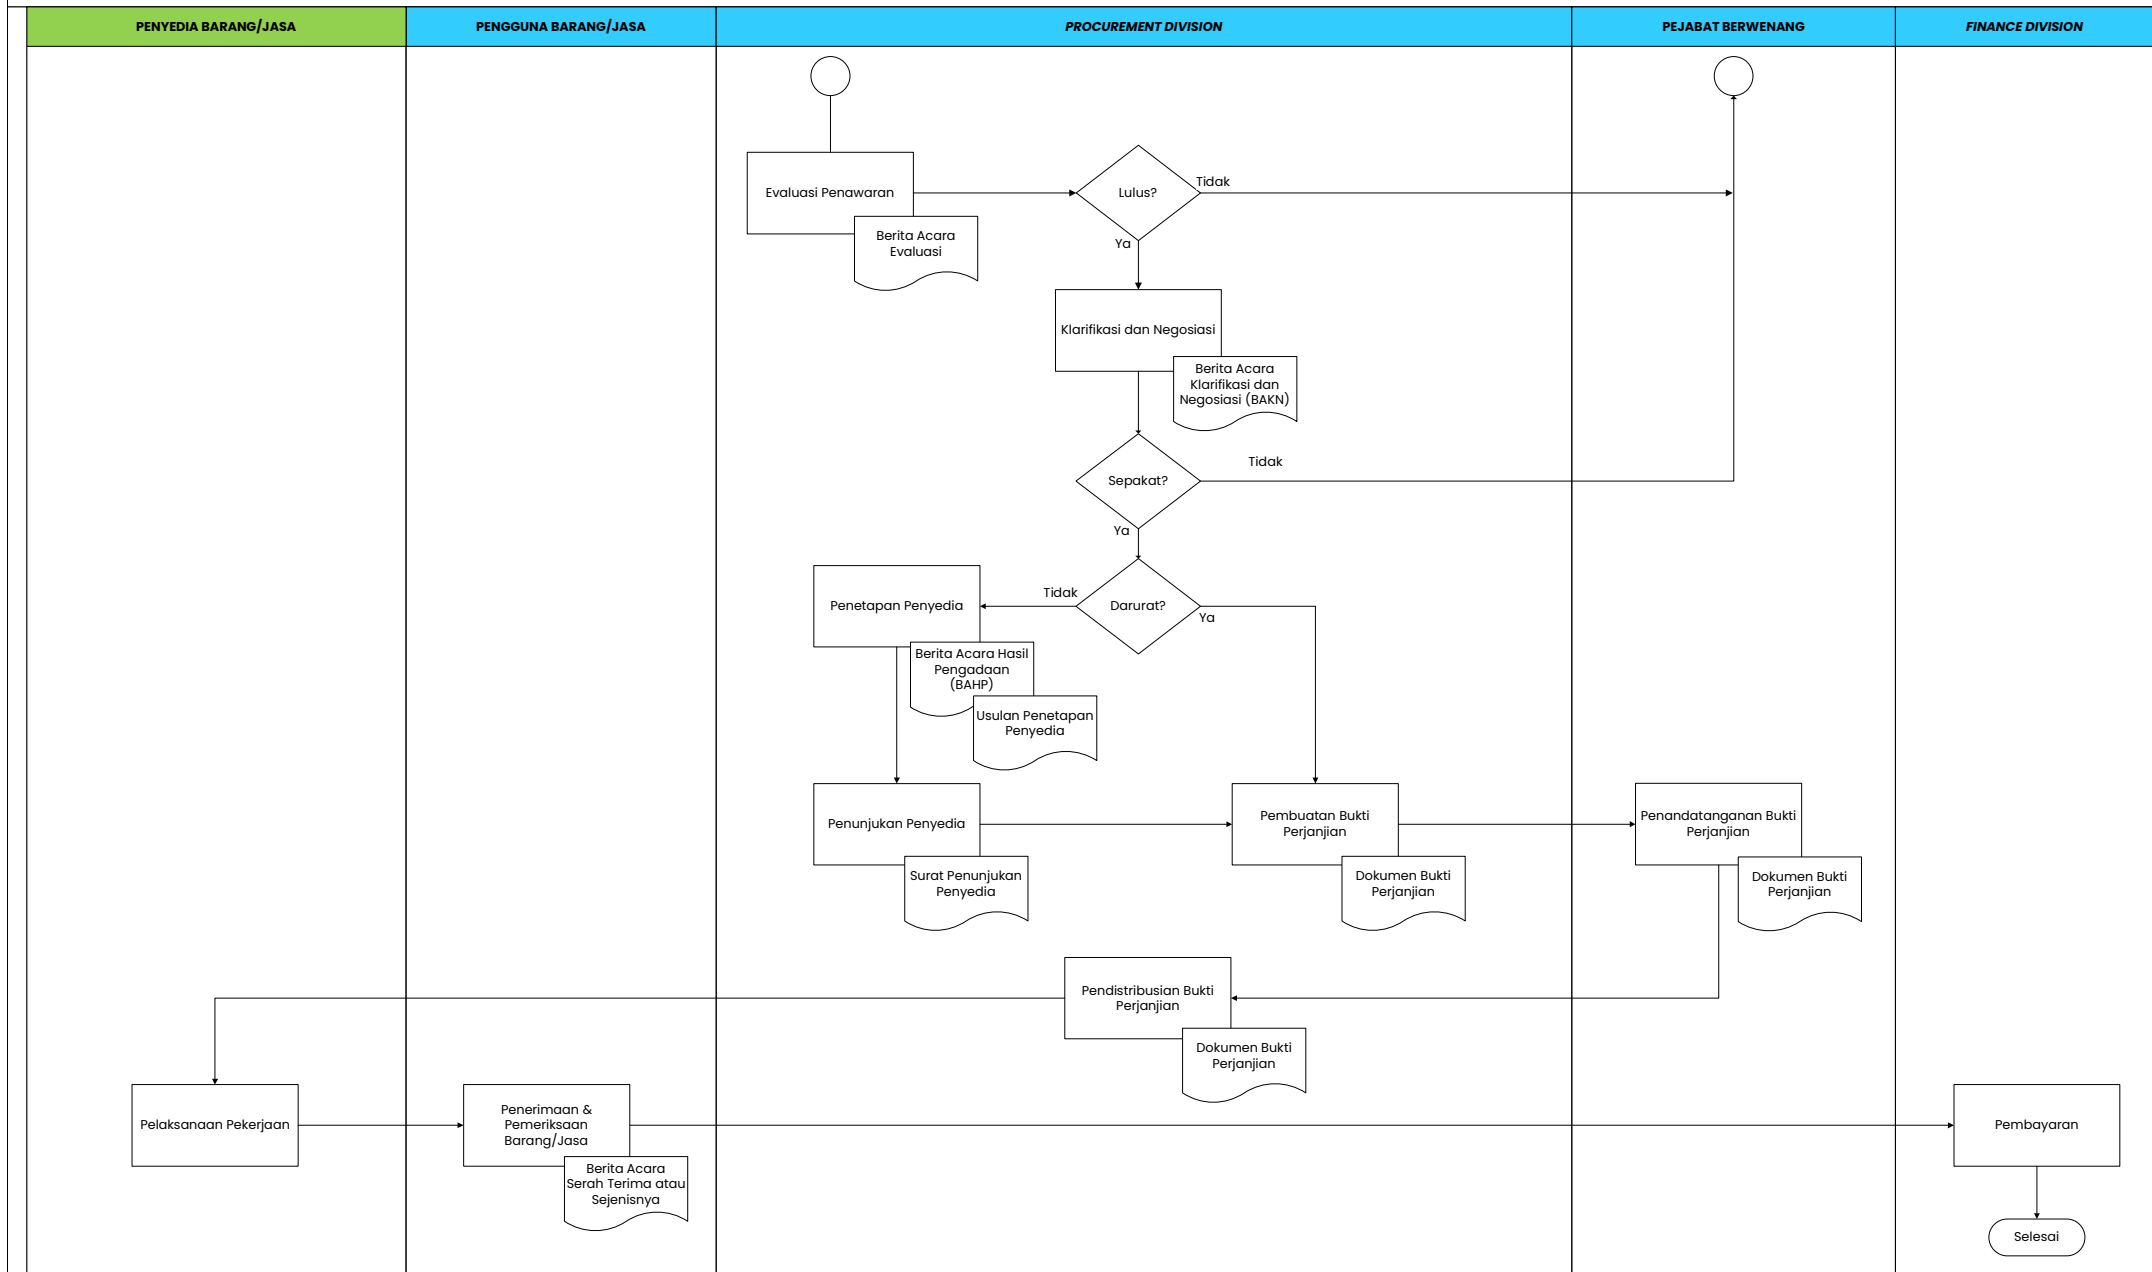 PENYEDIA BARANG/JASA
PENGGUNA BARANG/JASA
PROCUREMENT DIVISION
PEJABAT BERWENANG
FINANCE DIVISION
Evaluasi Penawaran
Berita Acara
Evaluasi
Lulus?
Tidak
Ya
Klarifikasi dan Negosiasi
Berita Acara
Klarifikasi dan
Negosiasi (BAKN)
Sepakat?
Tidak
Ya
Darurat?
Tidak
Ya
Penetapan Penyedia
Berita Acara Hasil
Pengadaan
(BAHP)
Usulan Penetapan
Penyedia
Penunjukan Penyedia
Surat Penunjukan
Penyedia
Pembuatan Bukti
Perjanjian
Dokumen Bukti
Perjanjian
Penandatanganan Bukti
Perjanjian
Dokumen Bukti
Perjanjian
Pendistribusian Bukti
Perjanjian
Dokumen Bukti
Perjanjian
Pelaksanaan Pekerjaan
Penerimaan &
Pemeriksaan
Barang/Jasa
Berita Acara
Serah Terima atau
Sejenisnya
Pembayaran
Selesai